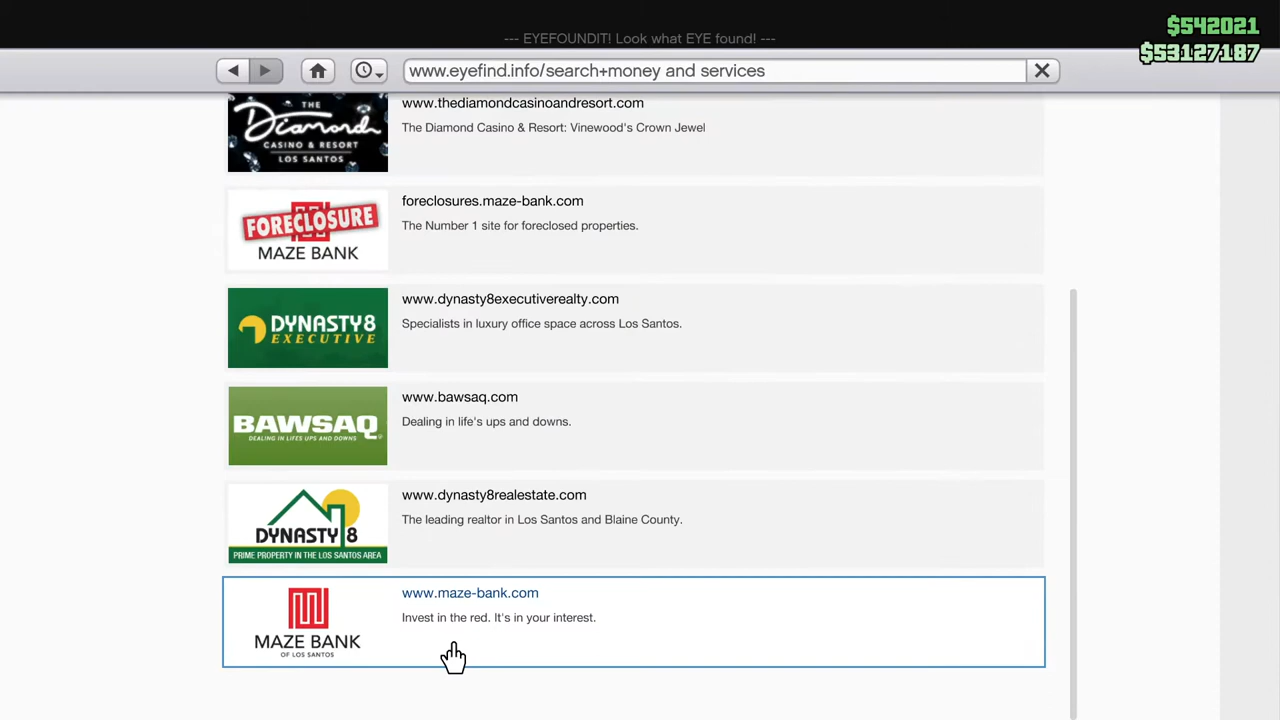 $542021
--- EYEFOUNDIT! Look what EYE found! ---
$53127187
www.eyefind.info/search+money and services
THE
Diamond
CASINO & RESORT
LOS SANTOS
www.thediamondcasinoandresort.com
The Diamond Casino & Resort: Vinewood's Crown Jewel
FORECLOSURE
MAZE BANK
foreclosures.maze-bank.com
The Number 1 site for foreclosed properties.
DYNASTY8
EXECUTIVE
www.dynasty8executiverealty.com
Specialists in luxury office space across Los Santos.
BAWSAQ
DEALING IN LIFES UPS AND DOWNS
www.bawsaq.com
Dealing in life's ups and downs.
DYNASTY 8
PRIME PROPERTY IN THE LOS SANTOS AREA
www.dynasty8realestate.com
The leading realtor in Los Santos and Blaine County.
MAZE BANK
OF LOS SANTOS
www.maze-bank.com
Invest in the red. It's in your interest.